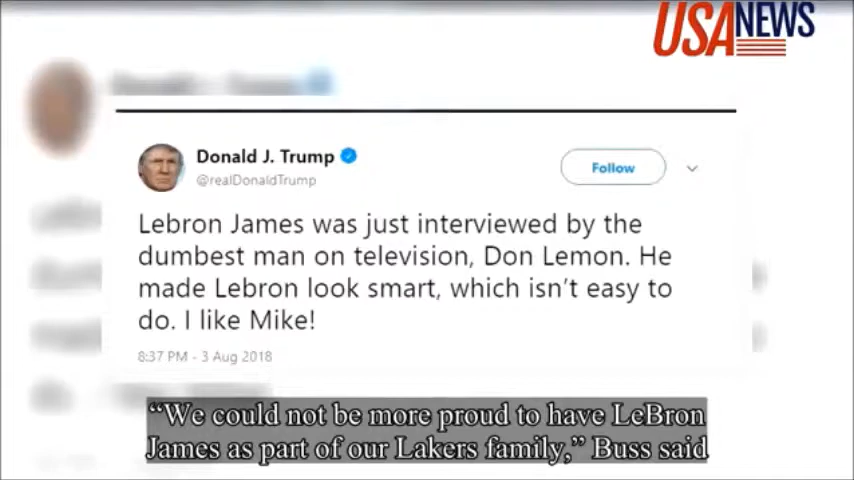 USANEWS
Donald J. Trump
@realDonaldTrump
Follow
Lebron James was just interviewed by the
dumbest man on television, Don Lemon. He
made Lebron look smart, which isn’t easy to
do. I like Mike!
8:37 PM - 3 Aug 2018
“We could not be more proud to have LeBron
James as part of our Lakers family,” Buss said